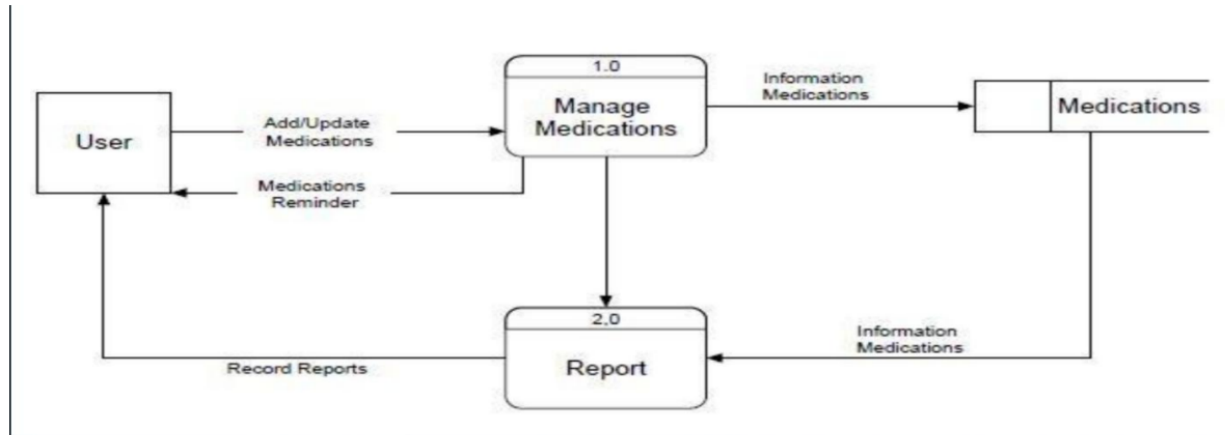 1.0
Manage
Medications
User
Add/Update
Medications
Medications
Reminder
Information
Medications
Medications
2,0
Report
Information
Medications
Record Reports